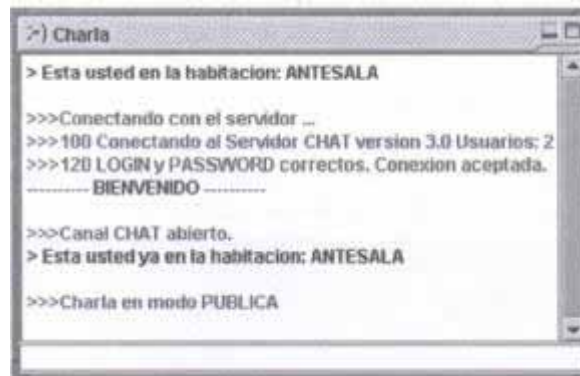 :-) Charla
> Esta usted en la habitacion: ANTESALA
>>>Conectando con el servidor ...
>>>100 Conectando al Servidor CHAT version 3.0 Usuarios: 2
>>>120 LOGIN y PASSWORD correctos. Conexion aceptada.
---------- BIENVENIDO ----------
>>>Canal CHAT abierto.
> Esta usted ya en la habitacion: ANTESALA
>>>Charla en modo PUBLICA